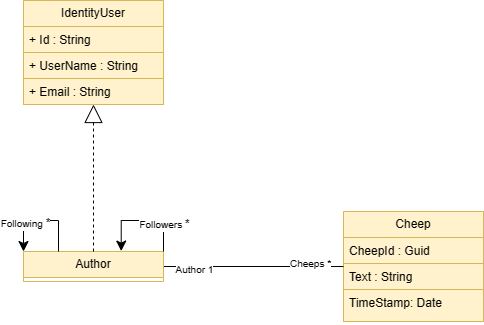 IdentityUser
+ Id : String
+ UserName : String
+ Email : String
Following *
Followers *
Author
Author 1
Cheeps *
Cheep
CheepId : Guid
Text : String
TimeStamp: Date